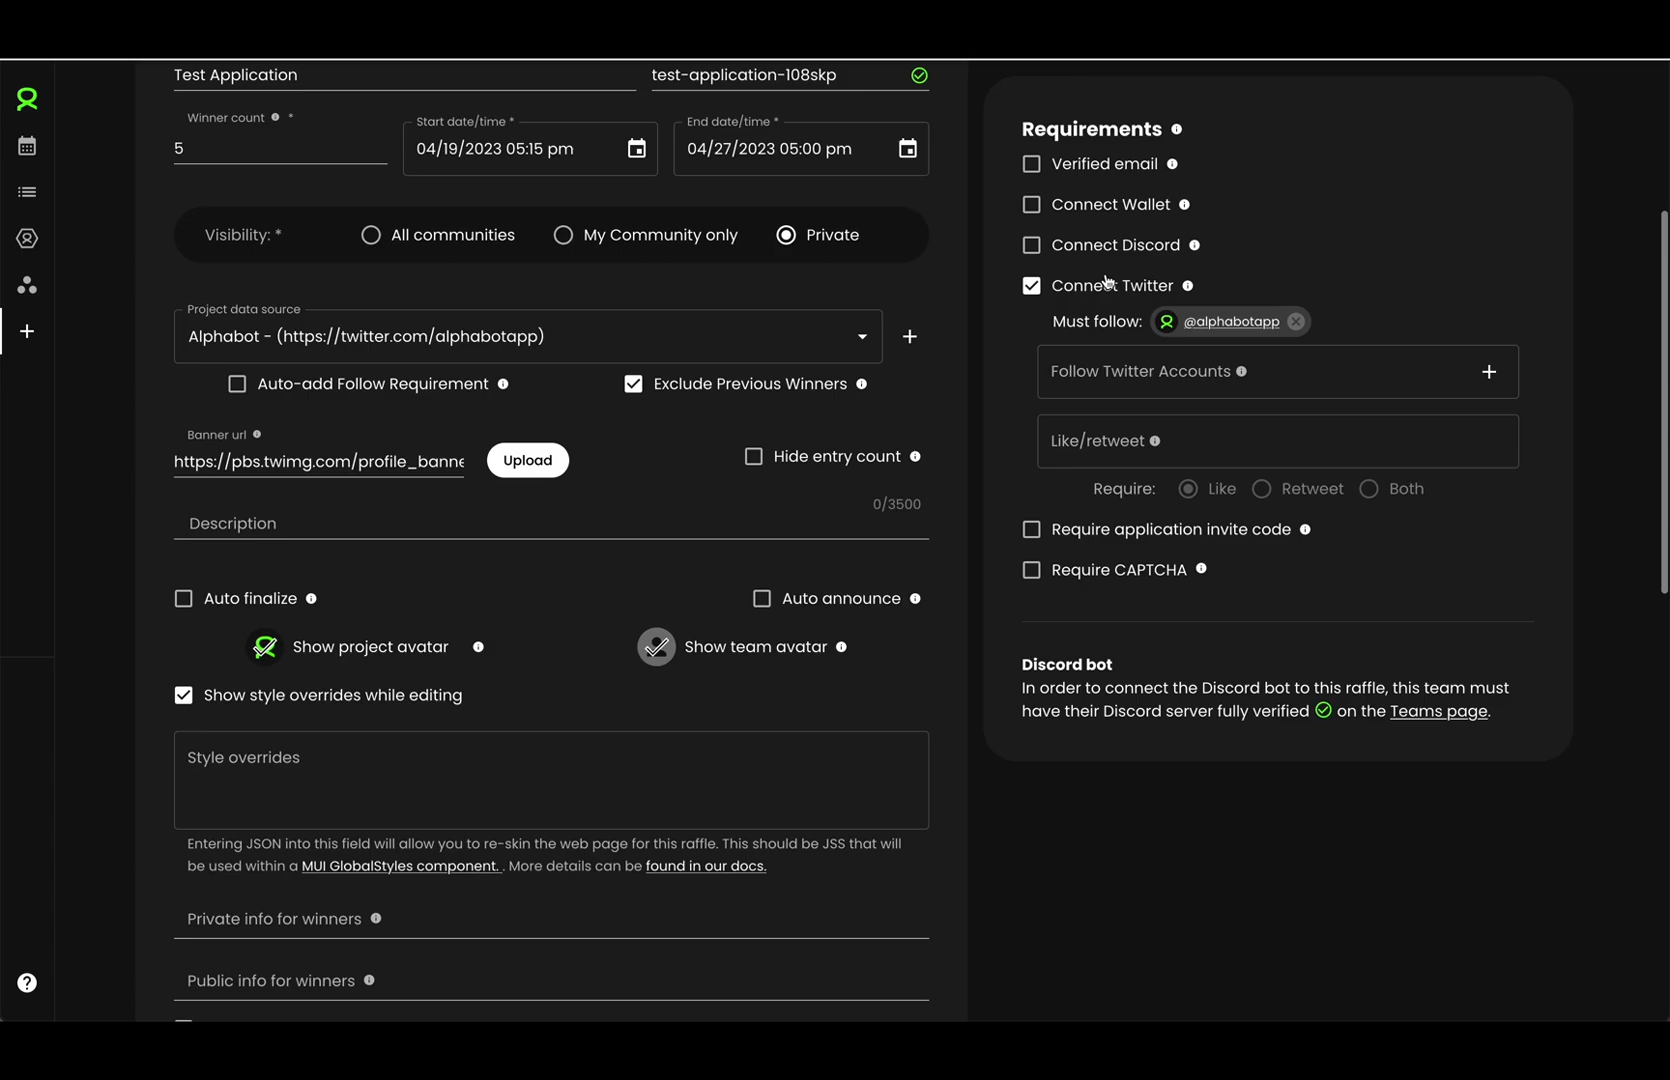 Test Application
test-application-108skp
Winner count *
5
Start date/time *
04/19/2023 05:15 pm
End date/time *
04/27/2023 05:00 pm
Visibility: *
All communities
My Community only
Private
Project data source
Alphabot - (https://twitter.com/alphabotapp)
Auto-add Follow Requirement
Exclude Previous Winners
Banner url
https://pbs.twimg.com/profile_banne
Upload
Hide entry count
0/3500
Description
Auto finalize
Auto announce
Show project avatar
Show team avatar
Show style overrides while editing
Style overrides
Entering JSON into this field will allow you to re-skin the web page for this raffle. This should be JSS that will
be used within a MUI GlobalStyles component. . More details can be found in our docs.
Private info for winners
Public info for winners
Requirements
Verified email
Connect Wallet
Connect Discord
Connect Twitter
Must follow: @alphabotapp
Follow Twitter Accounts
Like/retweet
Require: Like Retweet Both
Require application invite code
Require CAPTCHA
Discord bot
In order to connect the Discord bot to this raffle, this team must
have their Discord server fully verified on the Teams page.